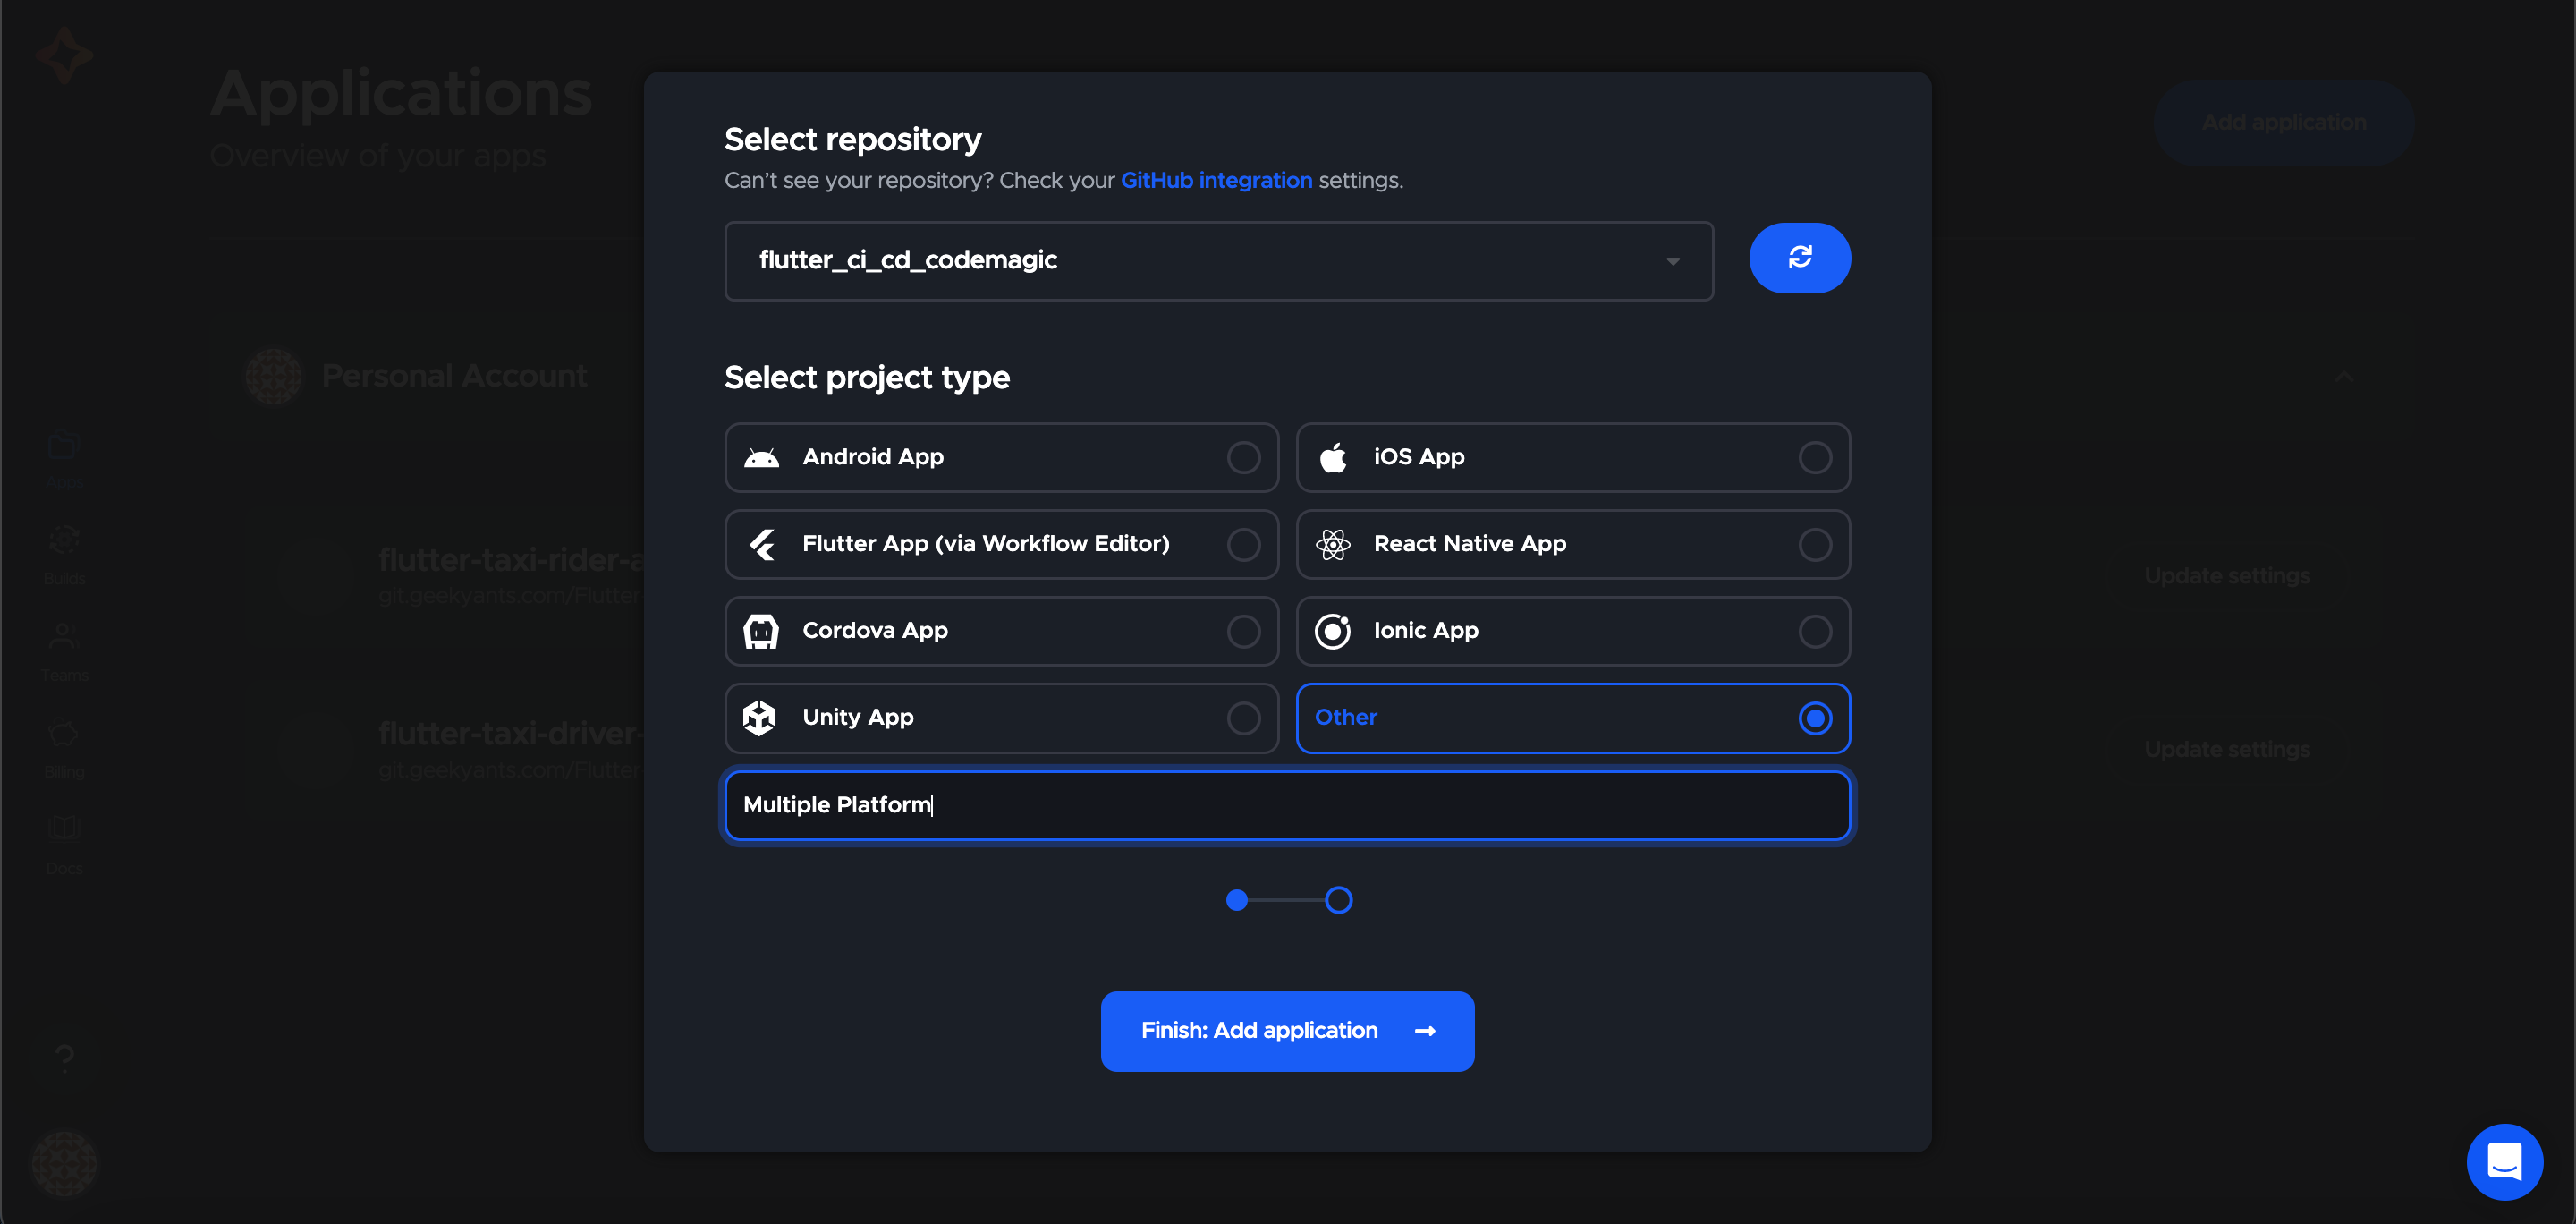 Applications
Overview of your apps
Add application
Select repository
Can't see your repository? Check your GitHub integration settings.
flutter_ci_cd_codemagic
Personal Account
Select project type
Android App
iOS App
Flutter App (via Workflow Editor)
React Native App
Cordova App
Ionic App
Unity App
Other
Multiple Platform
Finish: Add application
Apps
Builds
Teams
Billing
Docs
?
flutter-taxi-rider-a
git.geekyants.com/Flutter
Update settings
flutter-taxi-driver-
git.geekyants.com/Flutter
Update settings